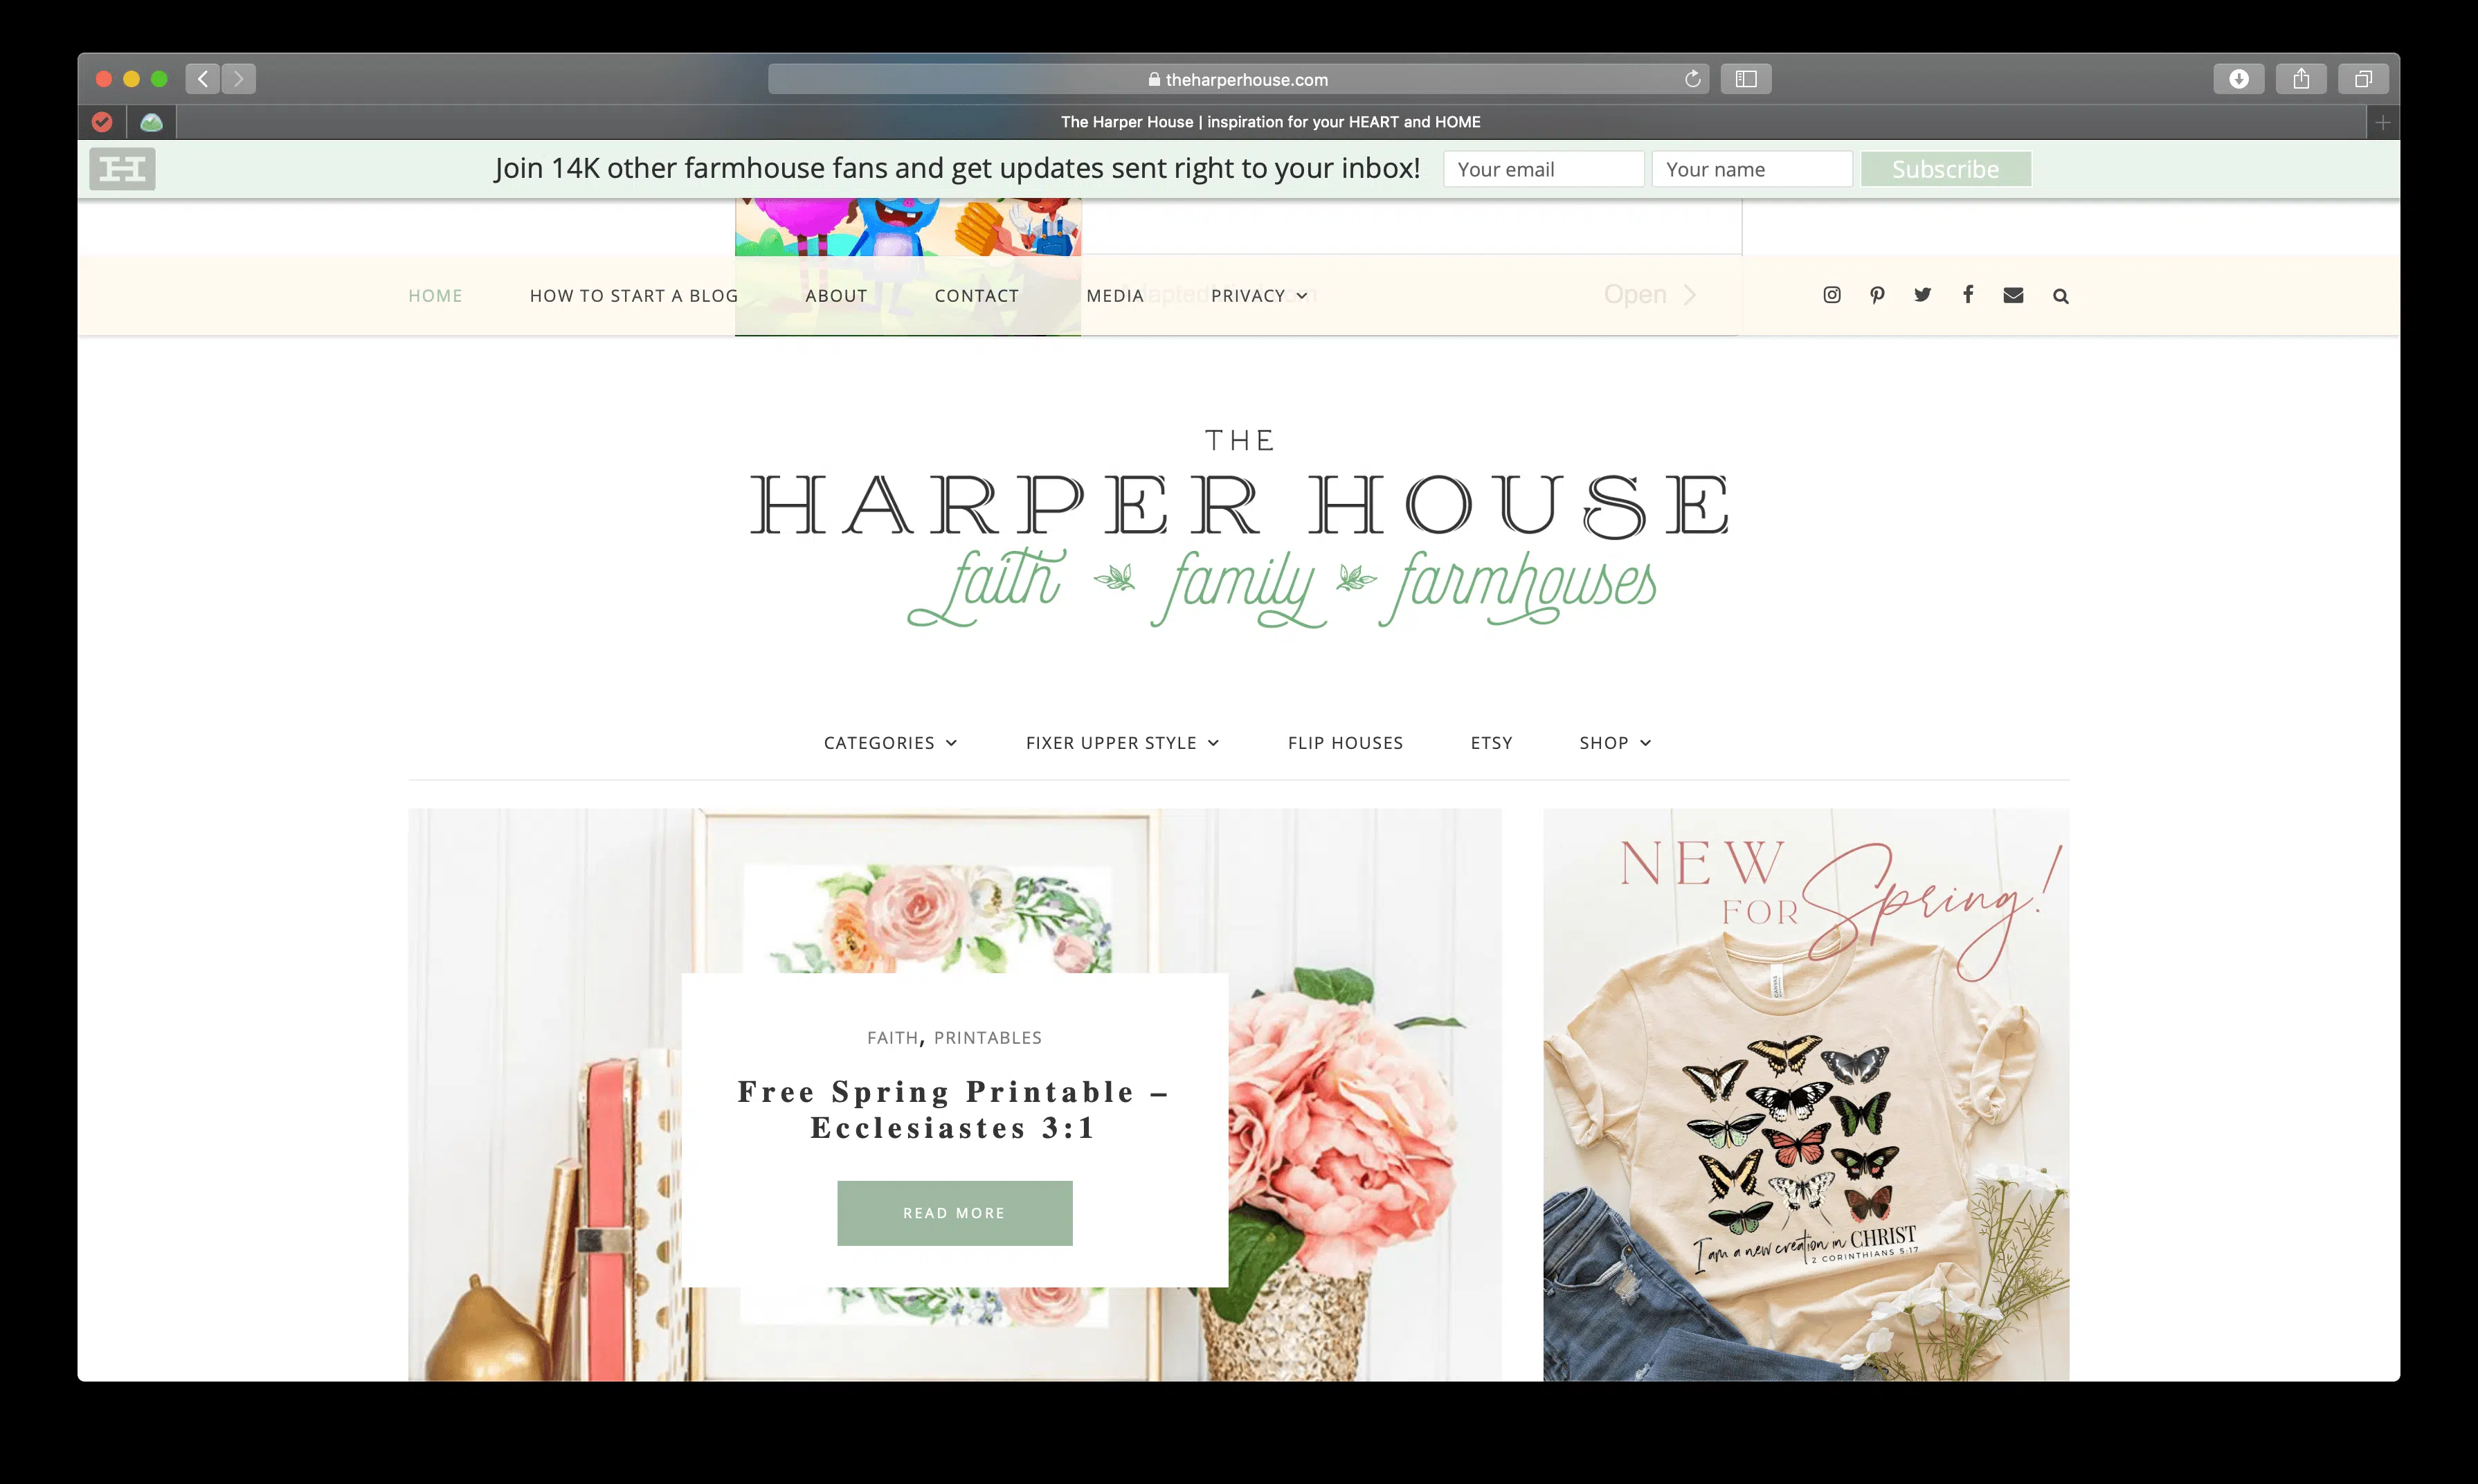 theharperhouse.com
The Harper House | inspiration for your HEART and HOME
H
Join 14K other farmhouse fans and get updates sent right to your inbox!
Your email
Your name
Subscribe
HOME
HOW TO START A BLOG
ABOUT
CONTACT
MEDIA
PRIVACY
Open
THE
HARPER HOUSE
faith family farmhouses
CATEGORIES
FIXER UPPER STYLE
FLIP HOUSES
ETSY
SHOP
FAITH, PRINTABLES
Free Spring Printable –
Ecclesiastes 3:1
READ MORE
NEW
FOR Spring!
I am a new creation in CHRIST
2 CORINTHIANS 5:17